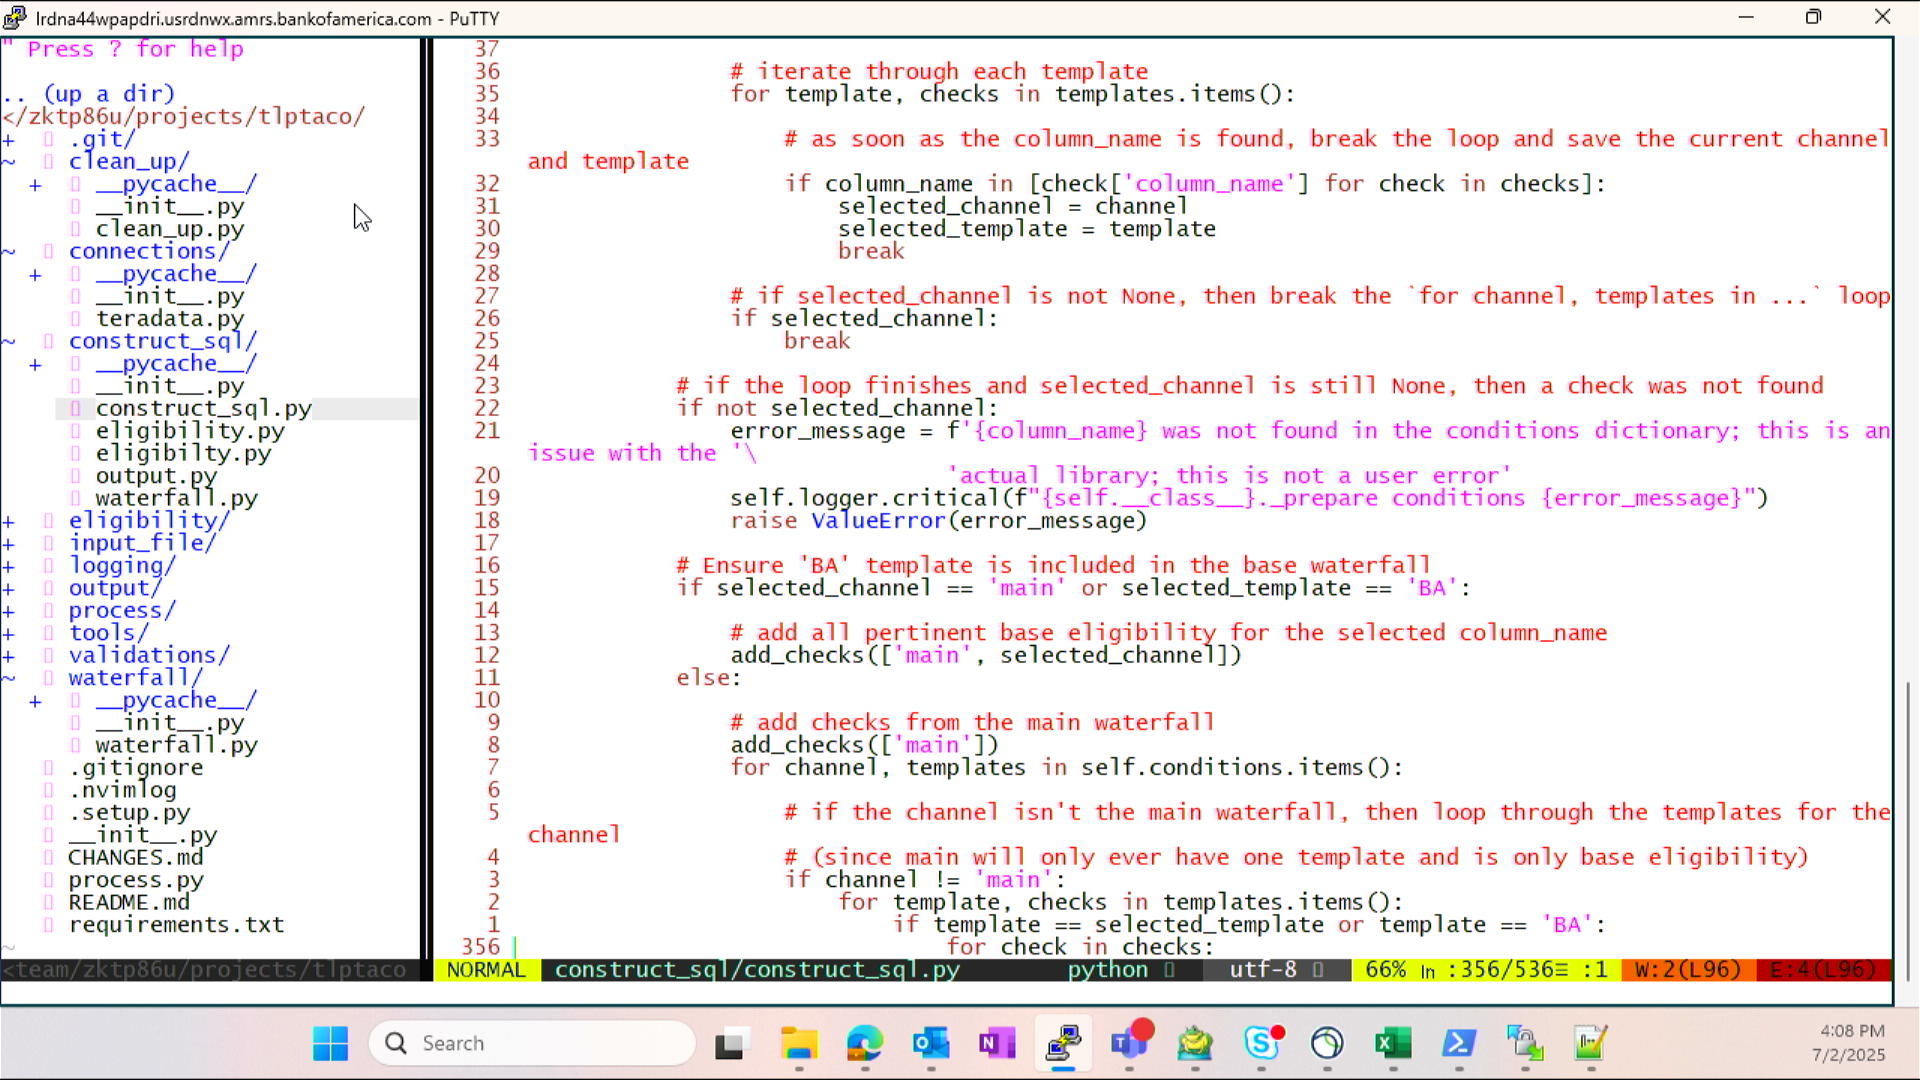 lrdna44wpapdri.usrdnwx.amrs.bankofamerica.com - PuTTY
" Press ? for help
.. (up a dir)
</zktp86u/projects/tlptaco/
+ .git/
~ clean_up/
+ __pycache__/
__init__.py
clean_up.py
~ connections/
+ __pycache__/
__init__.py
teradata.py
~ construct_sql/
+ __pycache__/
__init__.py
construct_sql.py
eligibility.py
eligibilty.py
output.py
waterfall.py
+ eligibility/
+ input_file/
+ logging/
+ output/
+ process/
+ tools/
+ validations/
~ waterfall/
+ __pycache__/
__init__.py
waterfall.py
.gitignore
.nvimlog
.setup.py
__init__.py
CHANGES.md
process.py
README.md
requirements.txt
~
<team/zktp86u/projects/tlptaco
37
36 # iterate through each template
35 for template, checks in templates.items():
34
33 # as soon as the column_name is found, break the loop and save the current channel
and template
32 if column_name in [check['column_name'] for check in checks]:
31 selected_channel = channel
30 selected_template = template
29 break
28
27 # if selected_channel is not None, then break the `for channel, templates in ...` loop
26 if selected_channel:
25 break
24
23 # if the loop finishes and selected_channel is still None, then a check was not found
22 if not selected_channel:
21 error_message = f'{column_name} was not found in the conditions dictionary; this is an
issue with the '\
20 'actual library; this is not a user error'
19 self.logger.critical(f"{self.__class__}._prepare conditions {error_message}")
18 raise ValueError(error_message)
17
16 # Ensure 'BA' template is included in the base waterfall
15 if selected_channel == 'main' or selected_template == 'BA':
14
13 # add all pertinent base eligibility for the selected column_name
12 add_checks(['main', selected_channel])
11 else:
10
9 # add checks from the main waterfall
8 add_checks(['main'])
7 for channel, templates in self.conditions.items():
6
5 # if the channel isn't the main waterfall, then loop through the templates for the
channel
4 # (since main will only ever have one template and is only base eligibility)
3 if channel != 'main':
2 for template, checks in templates.items():
1 if template == selected_template or template == 'BA':
356 for check in checks:
NORMAL construct_sql/construct_sql.py python utf-8 66% ln :356/536≡ :1 W:2(L96) E:4(L96)
Search
4:08 PM
7/2/2025